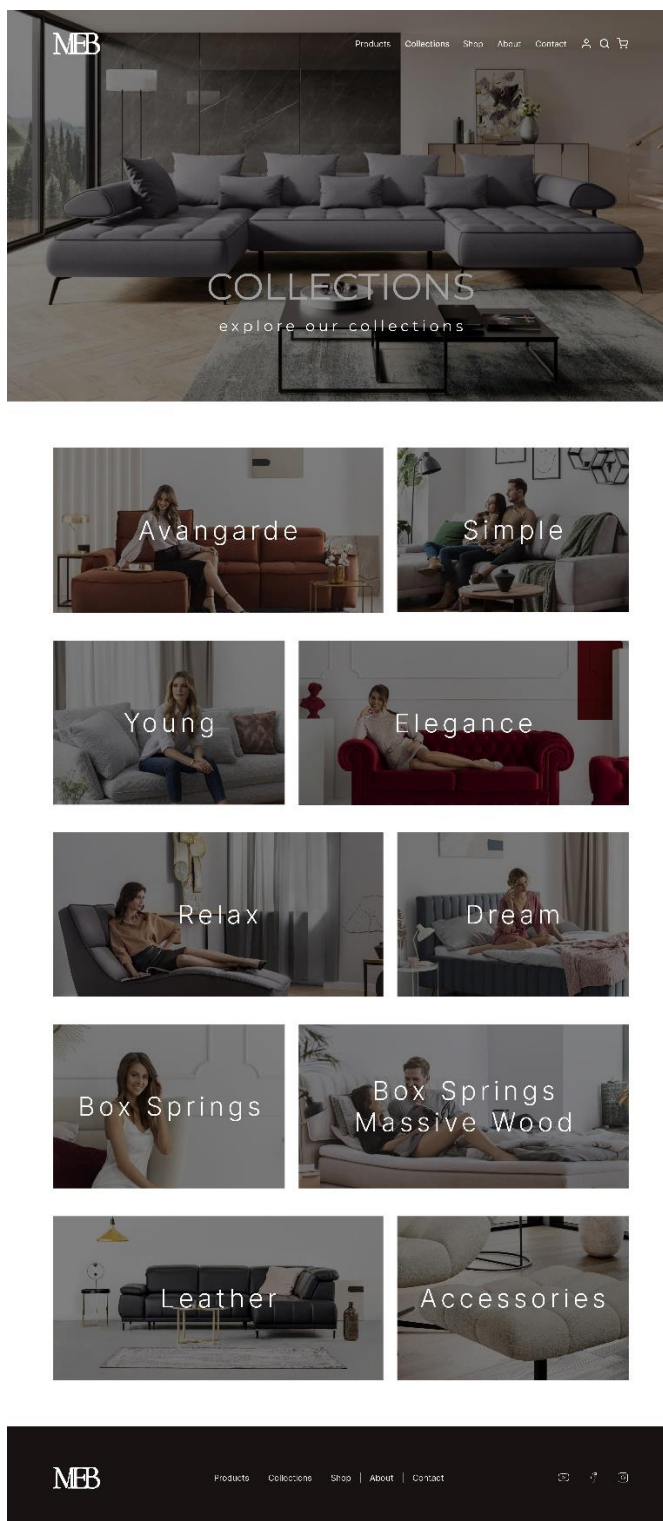 MEB
Products Collections Shop About Contact
COLLECTIONS
explore our collections
Avangarde
Simple
Young
Elegance
Relax
Dream
Box Springs
Box Springs
Massive Wood
Leather
Accessories
MEB
Products Collections Shop | About | Contact